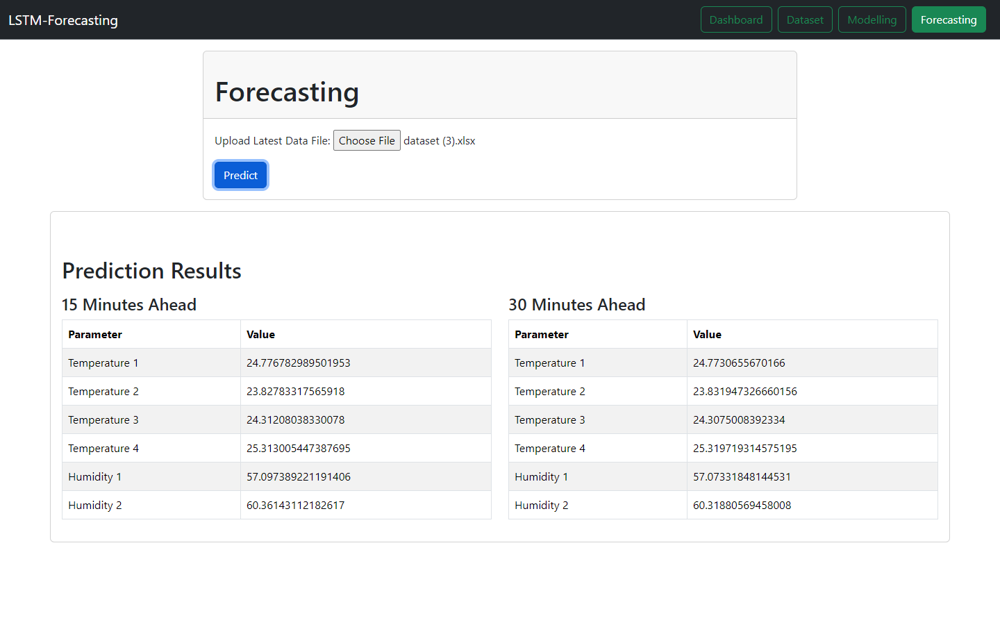 LSTM-Forecasting Dashboard Dataset Modelling Forecasting
Forecasting
Upload Latest Data File: Choose File dataset (3).xlsx
Predict
Prediction Results
15 Minutes Ahead
Parameter Value
Temperature 1 24.776782989501953
Temperature 2 23.82783317565918
Temperature 3 24.31208038330078
Temperature 4 25.313005447387695
Humidity 1 57.097389221191406
Humidity 2 60.36143112182617
30 Minutes Ahead
Parameter Value
Temperature 1 24.7730655670166
Temperature 2 23.831947326660156
Temperature 3 24.3075008392334
Temperature 4 25.319719314575195
Humidity 1 57.07331848144531
Humidity 2 60.31880569458008